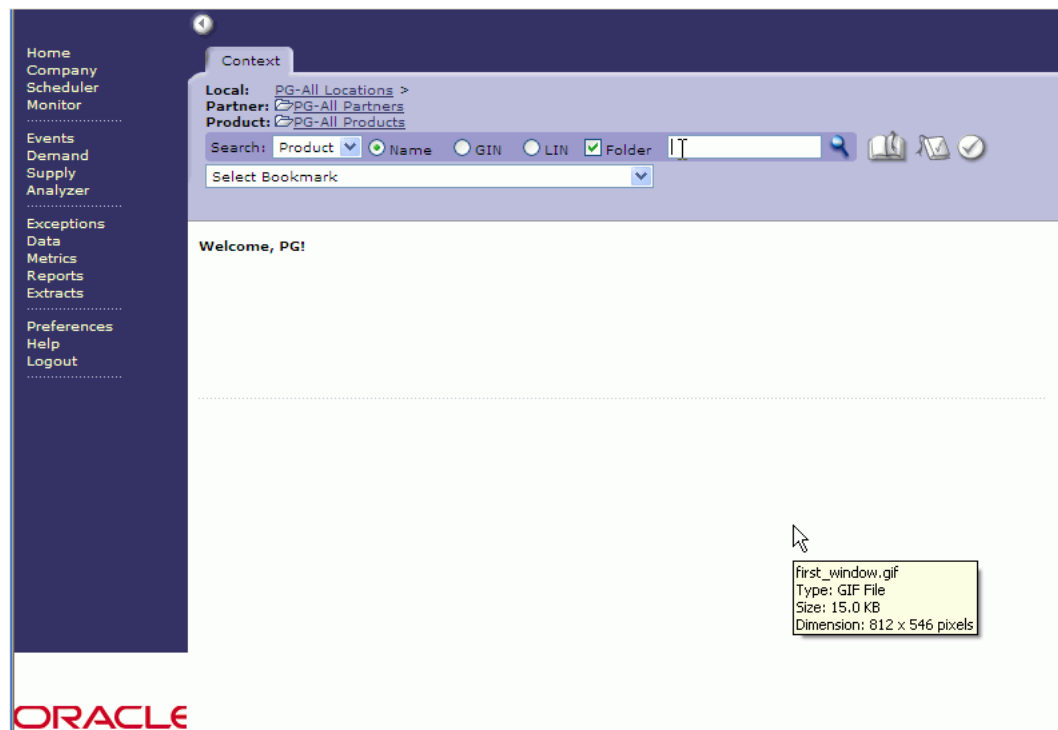 Home
Company
Scheduler
Monitor
Events
Demand
Supply
Analyzer
Exceptions
Data
Metrics
Reports
Extracts
Preferences
Help
Logout
Context
Local: PG-All Locations >
Partner: PG-All Partners
Product: PG-All Products
Search: Product Name GIN LIN Folder
Select Bookmark
Welcome, PG!
first_window.gif
Type: GIF File
Size: 15.0 KB
Dimension: 812 x 546 pixels
ORACLE